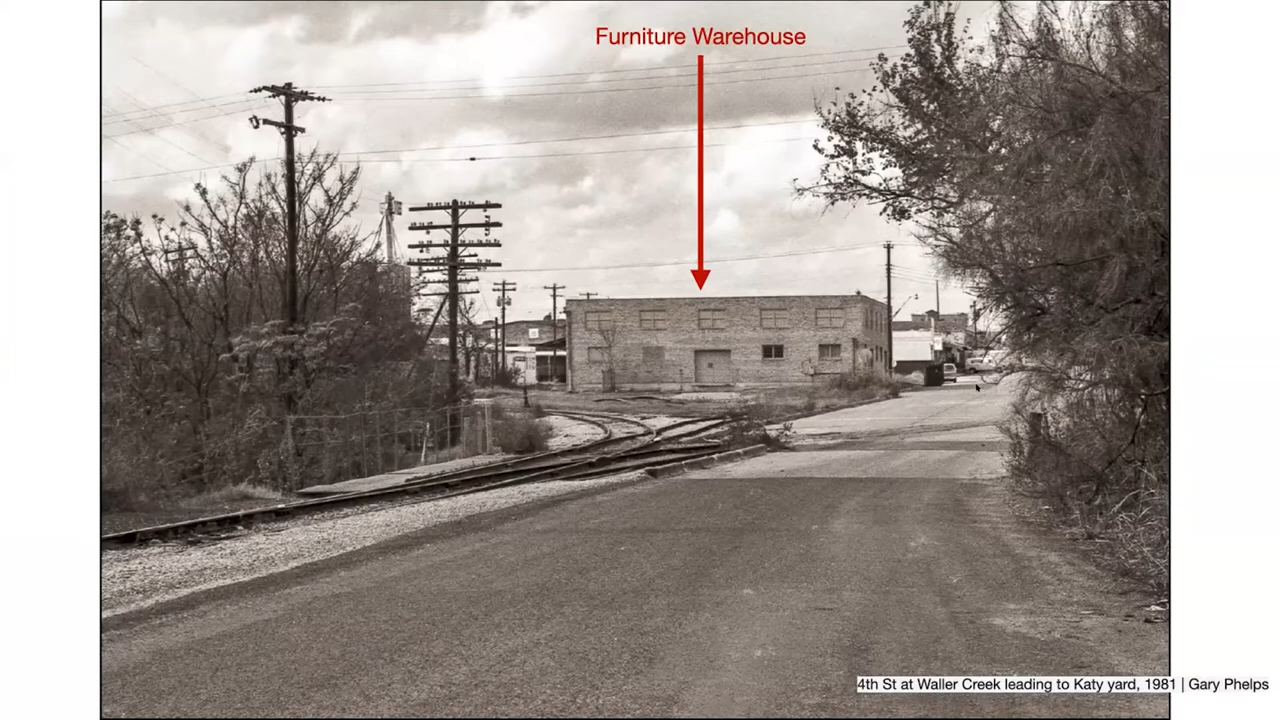 Furniture Warehouse
4th St at Waller Creek leading to Katy yard, 1981 | Gary Phelps